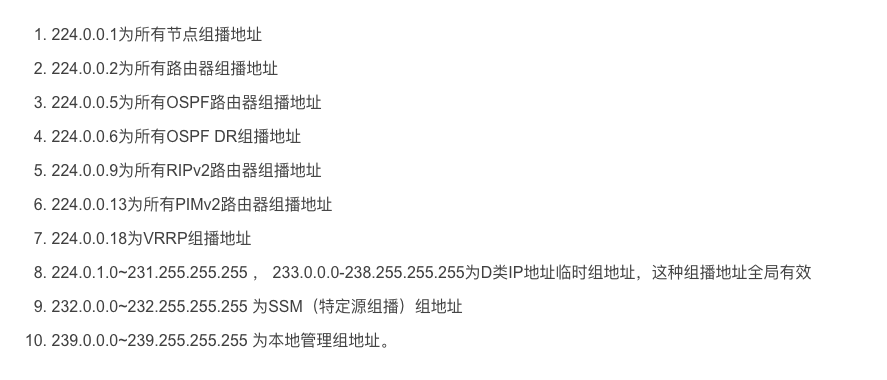 1. 224.0.0.1为所有节点组播地址
2. 224.0.0.2为所有路由器组播地址
3. 224.0.0.5为所有OSPF路由器组播地址
4. 224.0.0.6为所有OSPF DR组播地址
5. 224.0.0.9为所有RIPv2路由器组播地址
6. 224.0.0.13为所有PIMv2路由器组播地址
7. 224.0.0.18为VRRP组播地址
8. 224.0.1.0~231.255.255.255 ， 233.0.0.0-238.255.255.255为D类IP地址临时组地址，这种组播地址全局有效
9. 232.0.0.0~232.255.255.255 为SSM（特定源组播）组地址
10. 239.0.0.0~239.255.255.255 为本地管理组地址。